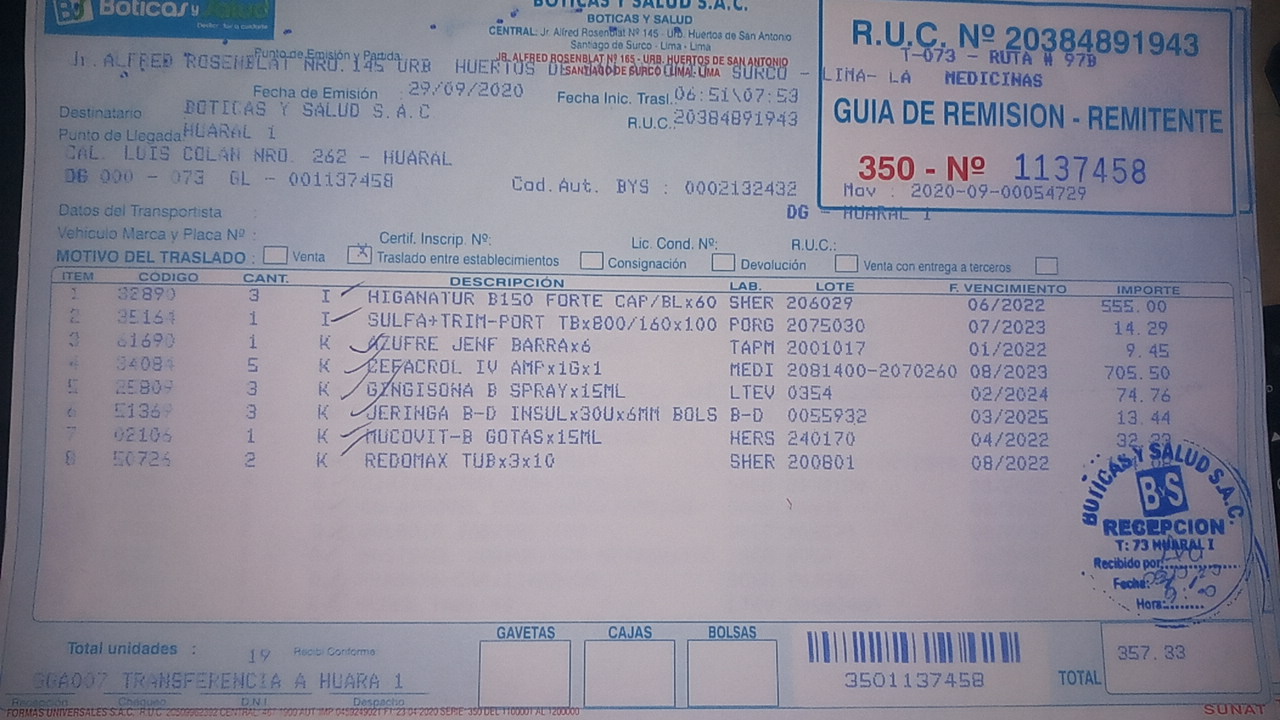 B&S Boticas y Salud
BOTICAS Y SALUD S.A.C.
BOTICAS Y SALUD
CENTRAL: Jr. Alfred Rosenblat Nº 145 - Urb. Huertos de San Antonio
Santiago de Surco - Lima - Lima
JR. ALFRED ROSENBLAT Nº 165 - URB. HUERTOS DE SAN ANTONIO
SANTIAGO DE SURCO - LIMA - LIMA
R.U.C. Nº 20384891943
T-073 - RUTA # 97B
Punto de Emisión y Partida
Jr. ALFRED ROSENBLAT NRO. 145 URB HUERTOS DE SURCO - LIMA- LA MEDICINAS
Fecha de Emisión : 29/09/2020
Fecha Inic. Trasl. 06:51\07:53
GUIA DE REMISION - REMITENTE
Destinatario BOTICAS Y SALUD S.A.C
R.U.C.: 20384891943
Punto de Llegada HUARAL 1
CAL. LUIS COLAN NRO. 262 - HUARAL
350 - Nº 1137458
DG 000 - 073 GL - 001137458
Cod.Aut. BYS : 0002132432
Mov : 2020-09-00054729
DG - HUARAL 1
Datos del Transportista :
Vehiculo Marca y Placa Nº : Certif. Inscrip. Nº: Lic. Cond. Nº: R.U.C.:
MOTIVO DEL TRASLADO : Venta X Traslado entre establecimientos Consignación Devolución Venta con entrega a terceros
ITEM CÓDIGO CANT. DESCRIPCIÓN LAB. LOTE F. VENCIMIENTO IMPORTE
1 32890 3 I HIGANATUR B150 FORTE CAP/BLx60 SHER 206029 06/2022 555.00
2 35164 1 I SULFA+TRIM-PORT TBx800/160x100 PORG 2075030 07/2023 14.29
3 61690 1 K AZUFRE JENF BARRAx6 TAPM 2001017 01/2022 9.45
4 34084 5 K CEFACROL IV AMPx1Gx1 MEDI 2081400-2070260 08/2023 705.50
5 25809 3 K GINGISONA B SPRAYx15ML LTEV 0354 02/2024 74.76
6 51369 3 K JERINGA B-D INSULx30Ux6MM BOLS B-D 0055932 03/2025 13.44
7 02106 1 K MUCOVIT-B GOTASx15ML HERS 240170 04/2022 32.23
8 50726 2 K REDOMAX TUBx3x10 SHER 200801 08/2022
BOTICAS Y SALUD S.A.C.
B&S
RECEPCION
T: 73 HUARAL I
Recibido por:
Fecha:
Hora:
Total unidades : 19 Recibi Conforme
GAVETAS CAJAS BOLSAS
3501137458
TOTAL 357.33
GGA007 TRANSFERENCIA A HUARA 1
Recepción Chequeo D.N.I. Despacho
SUNAT